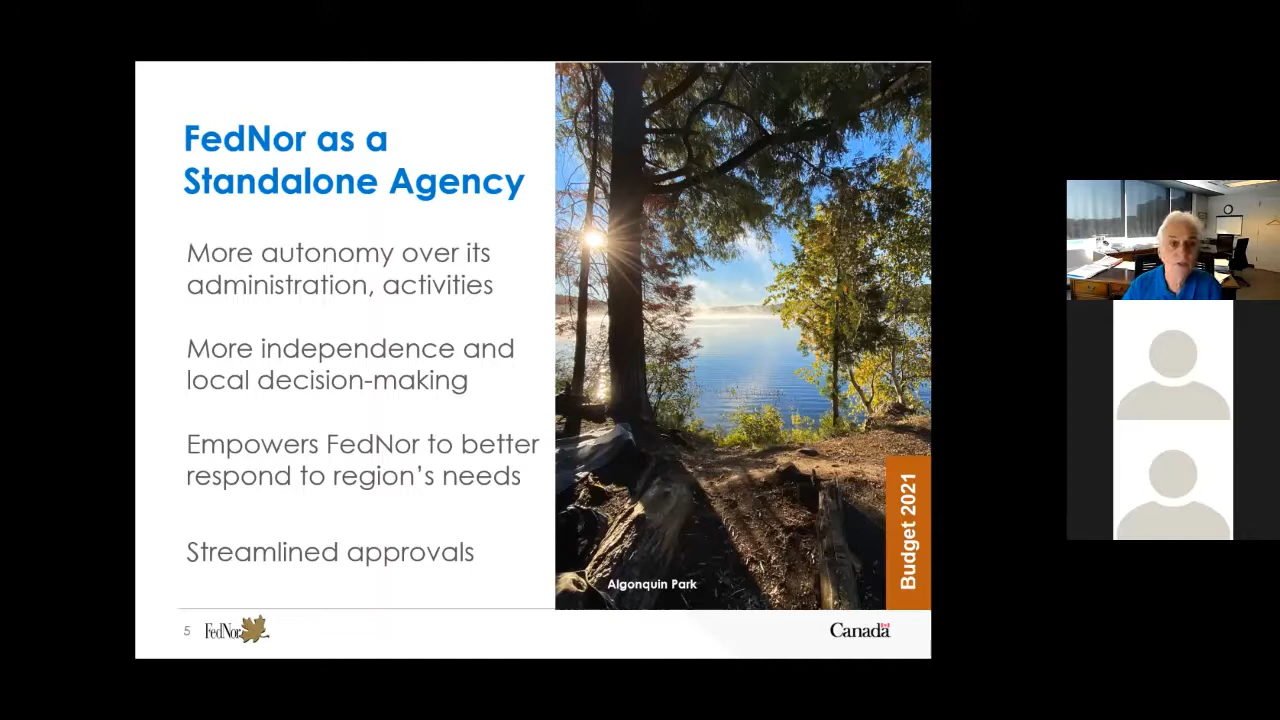 FedNor as a
Standalone Agency
More autonomy over its
administration, activities
More independence and
local decision-making
Empowers FedNor to better
respond to region's needs
Streamlined approvals
Algonquin Park
Budget 2021
5
FedNor
Canada